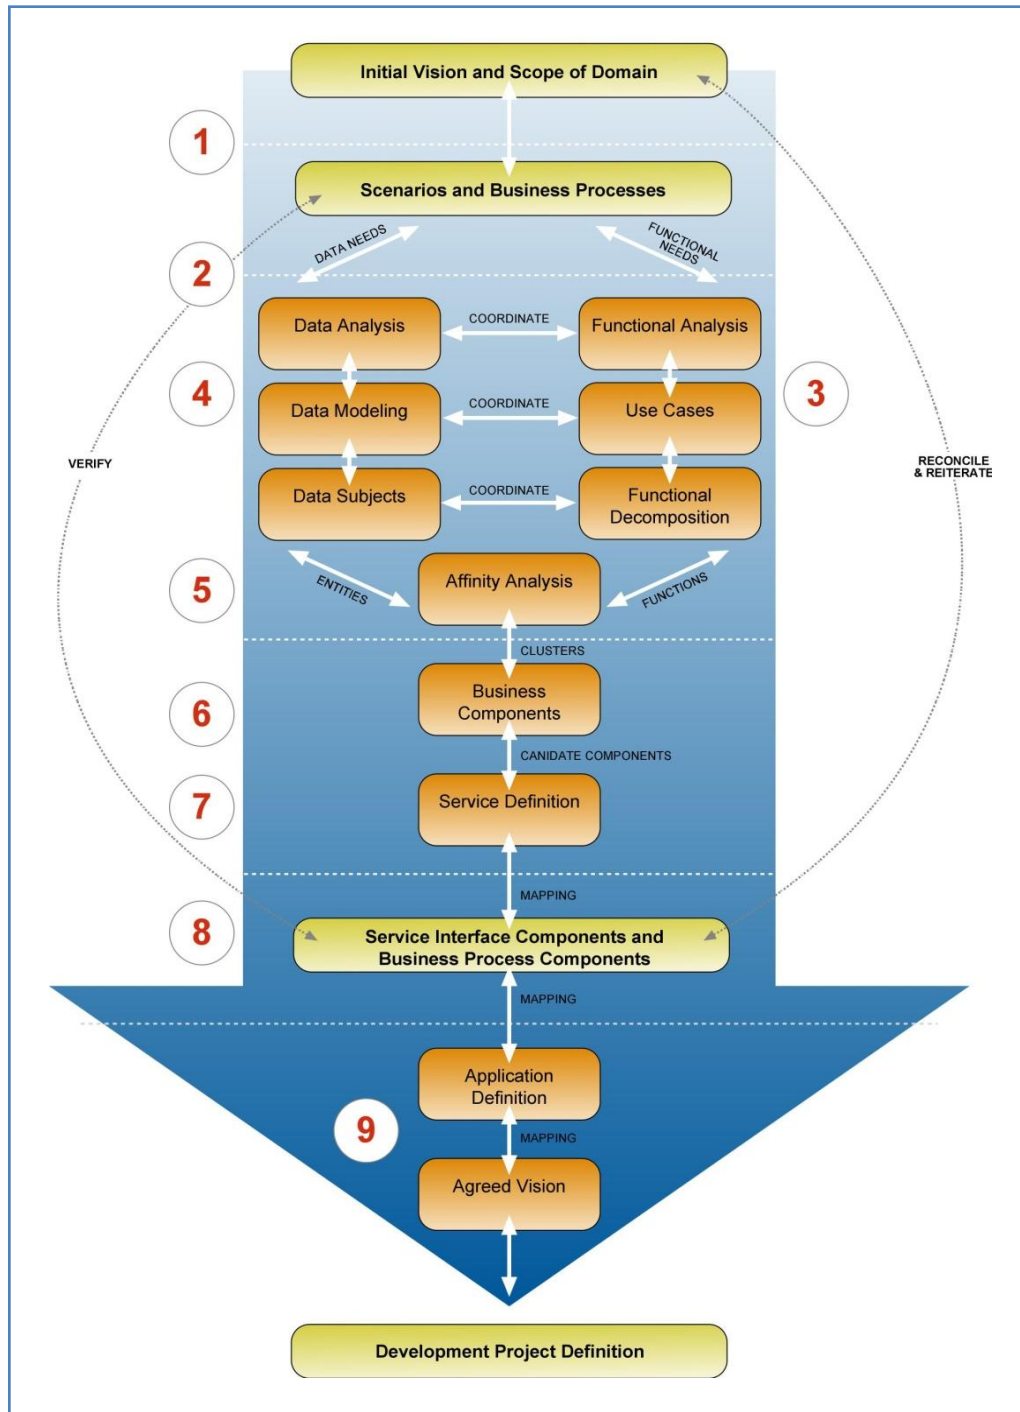 Initial Vision and Scope of Domain
1
Scenarios and Business Processes
2
DATA NEEDS
FUNCTIONAL
NEEDS
Data Analysis
COORDINATE
Functional Analysis
4
Data Modeling
COORDINATE
Use Cases
3
VERIFY
RECONCILE
& REITERATE
Data Subjects
COORDINATE
Functional
Decomposition
5
ENTITIES
Affinity Analysis
FUNCTIONS
CLUSTERS
6
Business
Components
CANIDATE COMPONENTS
7
Service Definition
MAPPING
8
Service Interface Components and
Business Process Components
MAPPING
Application
Definition
9
MAPPING
Agreed Vision
Development Project Definition